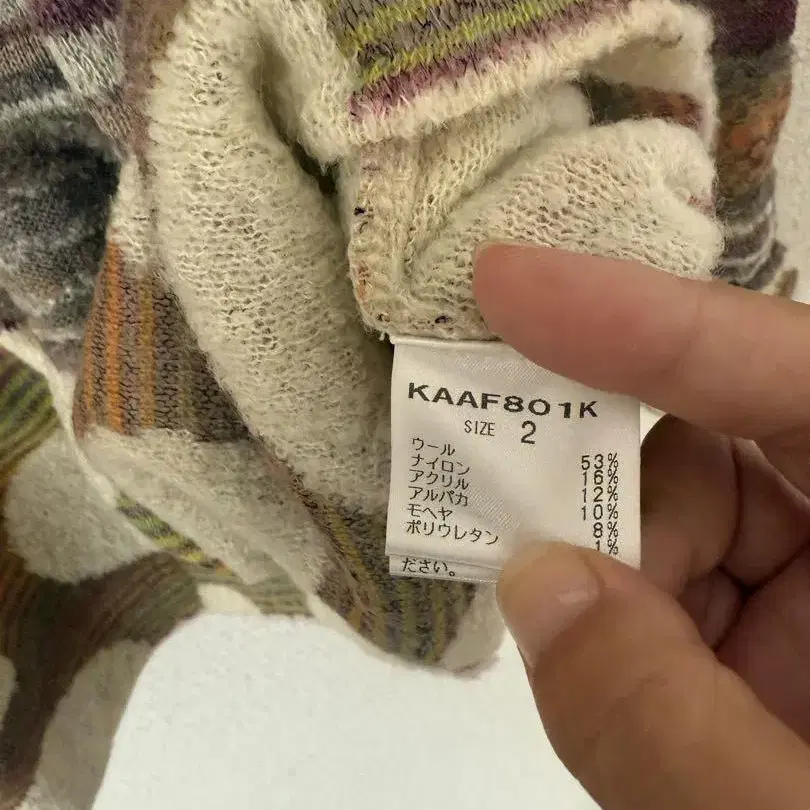 KAAF801K
SIZE 2
ウール 53%
ナイロン 16%
アクリル 12%
アルパカ 10%
モヘヤ 8%
ポリウレタン 1%
ださい。